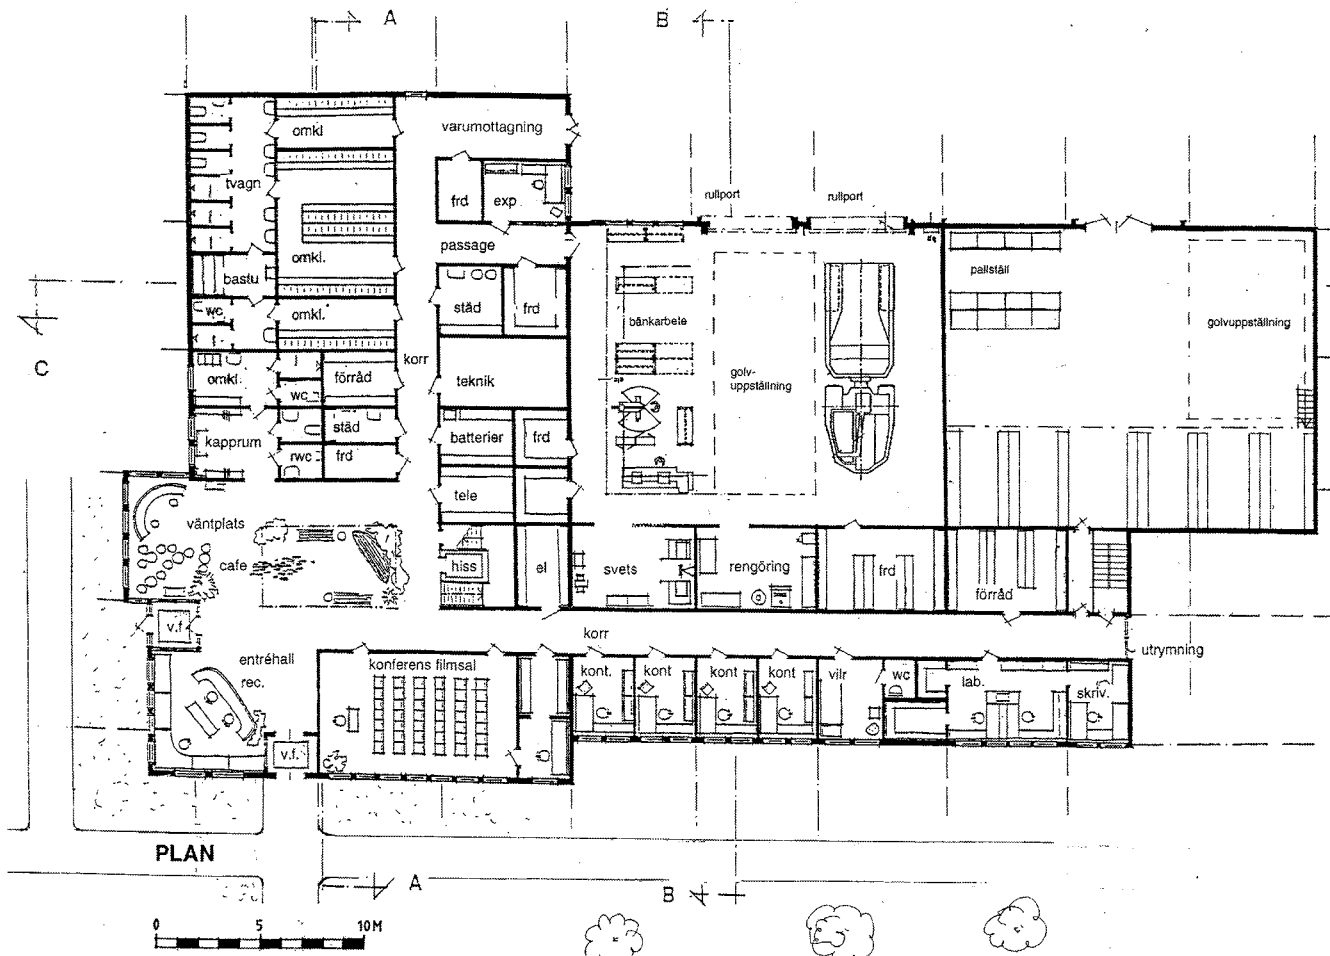 A
B
omkl
varumottagning
tvagn
frd
exp
rullport
rullport
passage
pallställ
bastu
omkl.
golvuppställning
wc
omkl.
städ
frd
bänkarbete
C
korr
omkl.
förråd
teknik
golv-
uppställning
wc
städ
kapprum
batterier
frd
rwc
frd
tele
väntplats
cafe
hiss
el
svets
rengöring
frd
förråd
v.f
korr
utrymning
entréhall
rec.
konferens filmsal
kont.
kont
kont
kont
vilr
wc
lab.
skriv.
v.f.
PLAN
A
B
0
5
10M